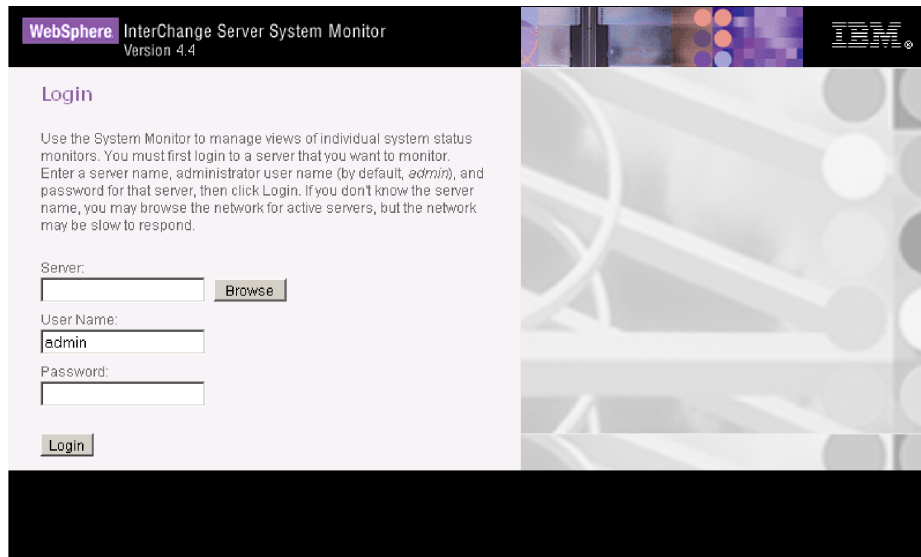 WebSphere. InterChange Server System Monitor
Version 4.4
IBM®
Login
Use the System Monitor to manage views of individual system status
monitors. You must first login to a server that you want to monitor.
Enter a server name, administrator user name (by default, admin), and
password for that server, then click Login. If you don't know the server
name, you may browse the network for active servers, but the network
may be slow to respond.
Server:
Browse
User Name:
admin
Password:
Login